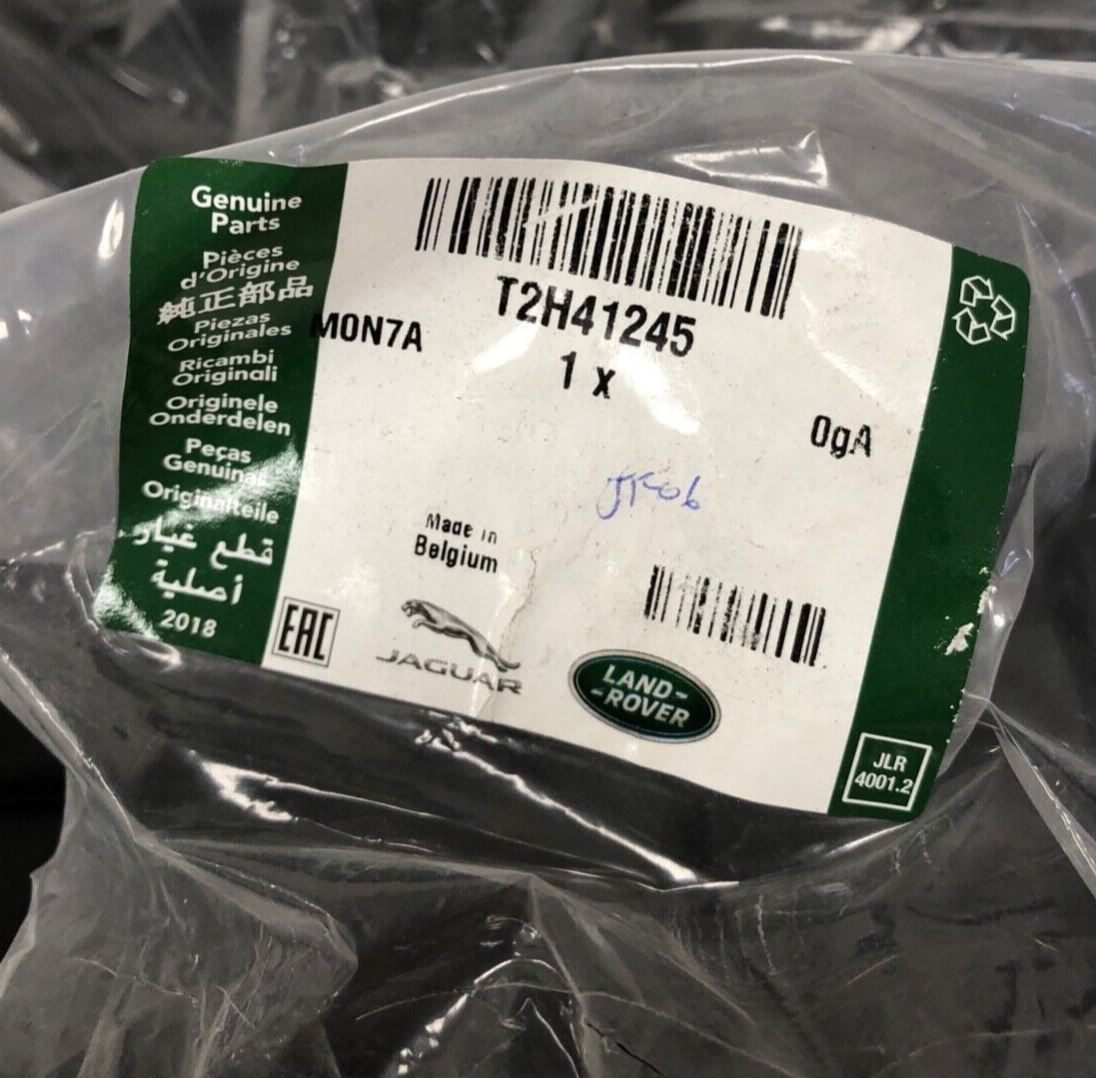 Genuine
Parts
Pièces
d'Origine
純正部品
Piezas
Originales
Ricambi
Originali
Originele
Onderdelen
Peças
Genuinas
Originalteile
قطع غيار
أصلية
2018
T2H41245
MON7A
1 x
0gA
Made in
Belgium
EAC
JAGUAR
LAND-
-ROVER
JLR
4001.2